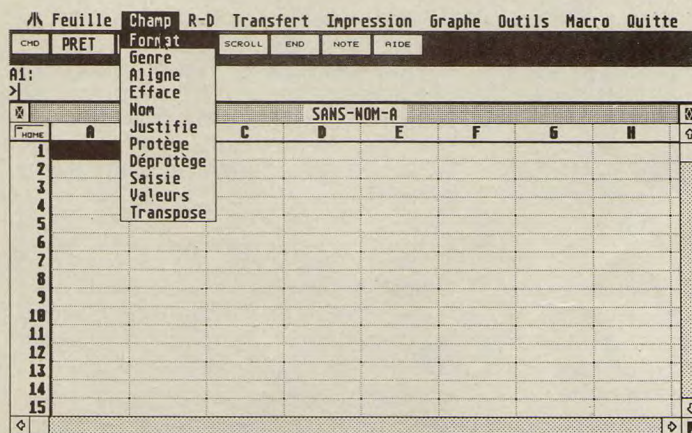 Feuille Champ R-D Transfert Impression Graphe Outils Macro Quitte
CMD PRET SCROLL END NOTE AIDE
Format
Genre
Aligne
Efface
Nom
Justifie
Protège
Déprotège
Saisie
Valeurs
Transpose
A1:
>
SANS-NOM-A
HOME A C D E F G H
1
2
3
4
5
6
7
8
9
10
11
12
13
14
15